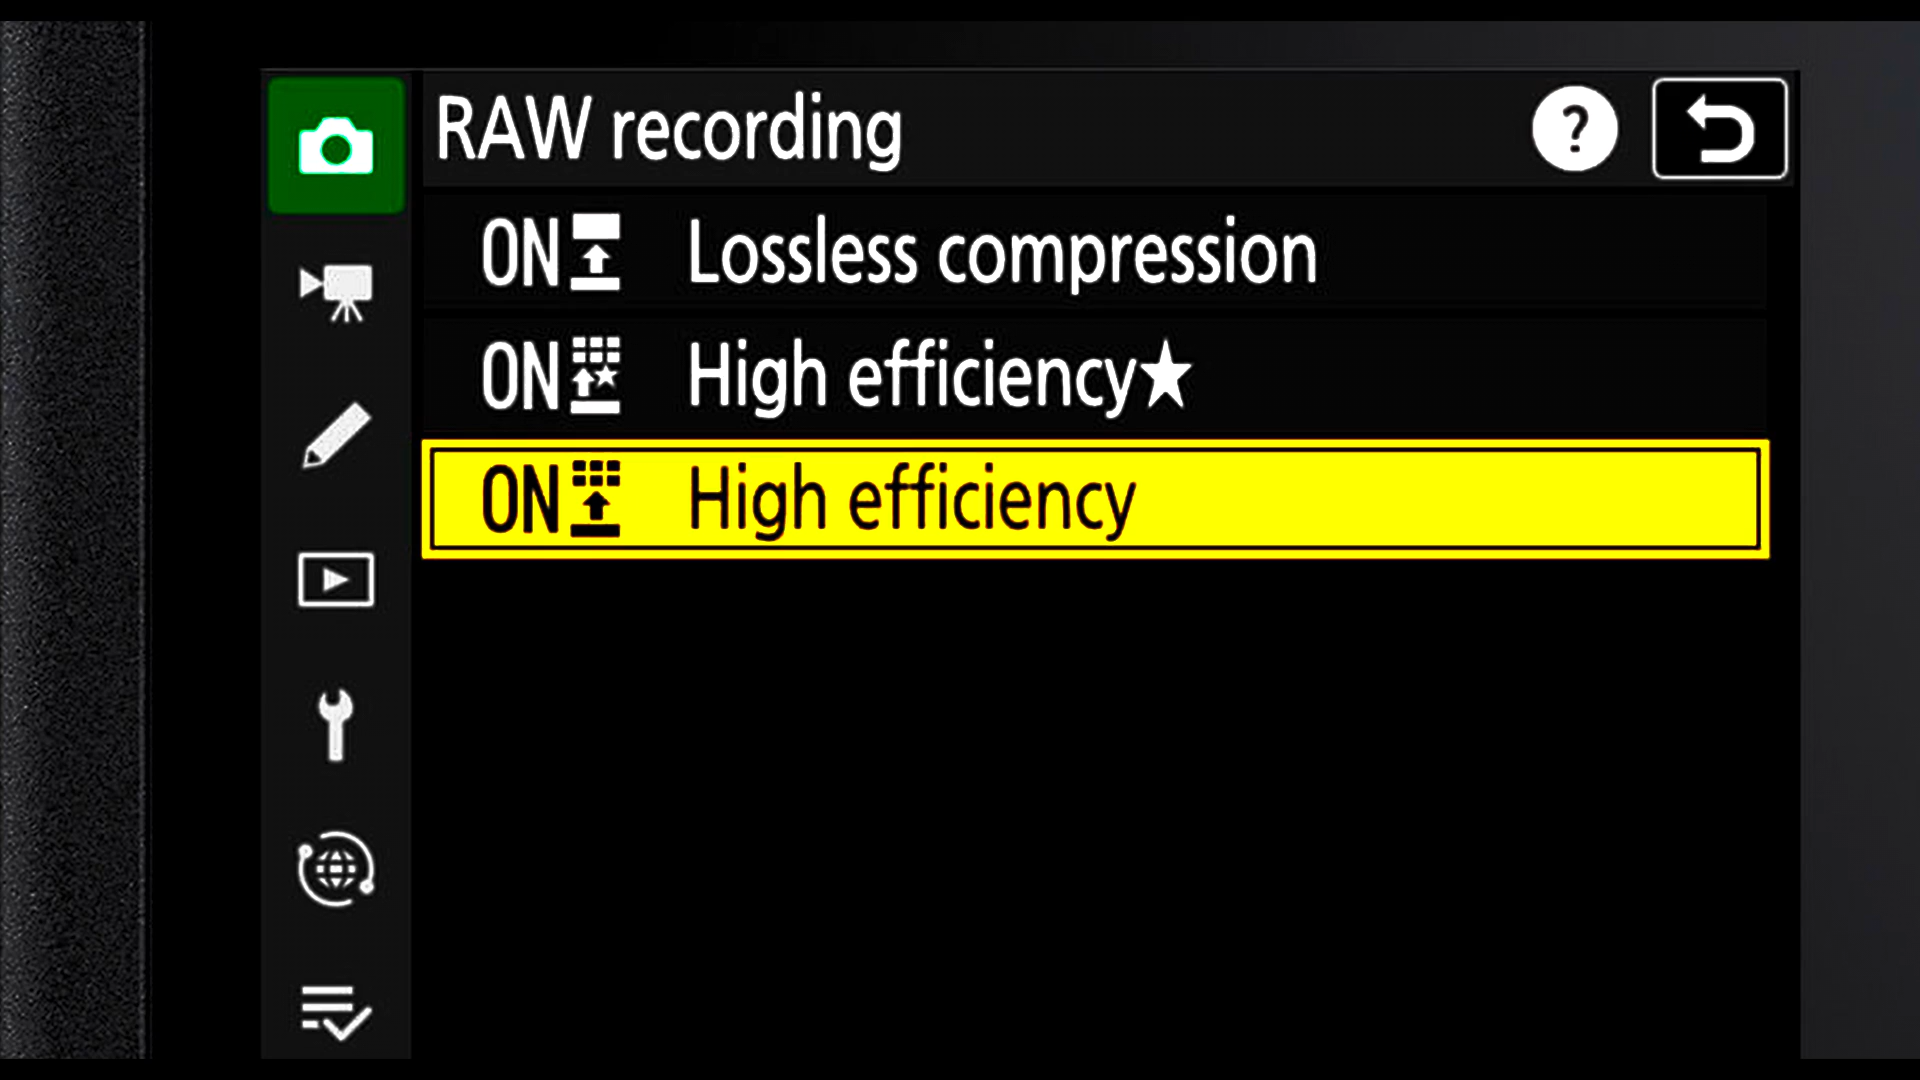 RAW recording ?
ON Lossless compression
ON High efficiency★
ON High efficiency